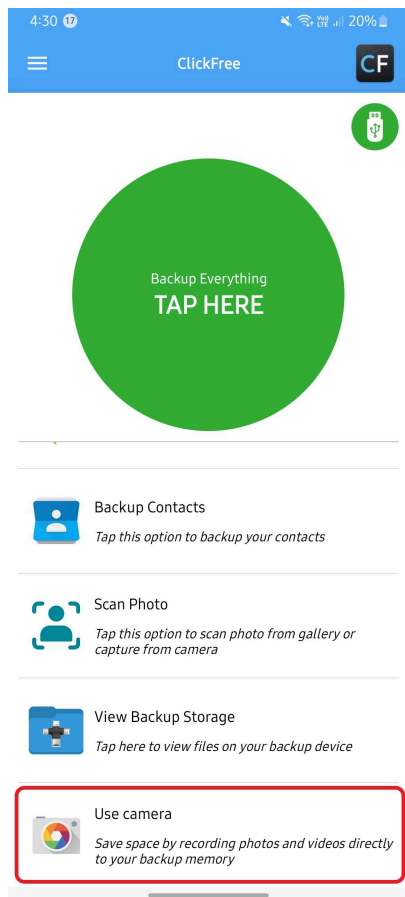 4:30 17 Vo) LTE 20%
ClickFree
CF
Backup Everything
TAP HERE
Backup Contacts
Tap this option to backup your contacts
Scan Photo
Tap this option to scan photo from gallery or
capture from camera
View Backup Storage
Tap here to view files on your backup device
Use camera
Save space by recording photos and videos directly
to your backup memory